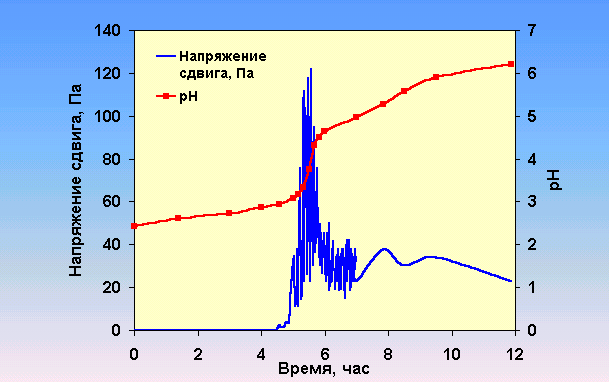 140 7
120 6
100 5
80 4
60 3
40 2
20 1
0 0
Напряжение сдвига, Па
Напряжение
сдвига, Па
pH
pH
0 2 4 6 8 10 12
Время, час